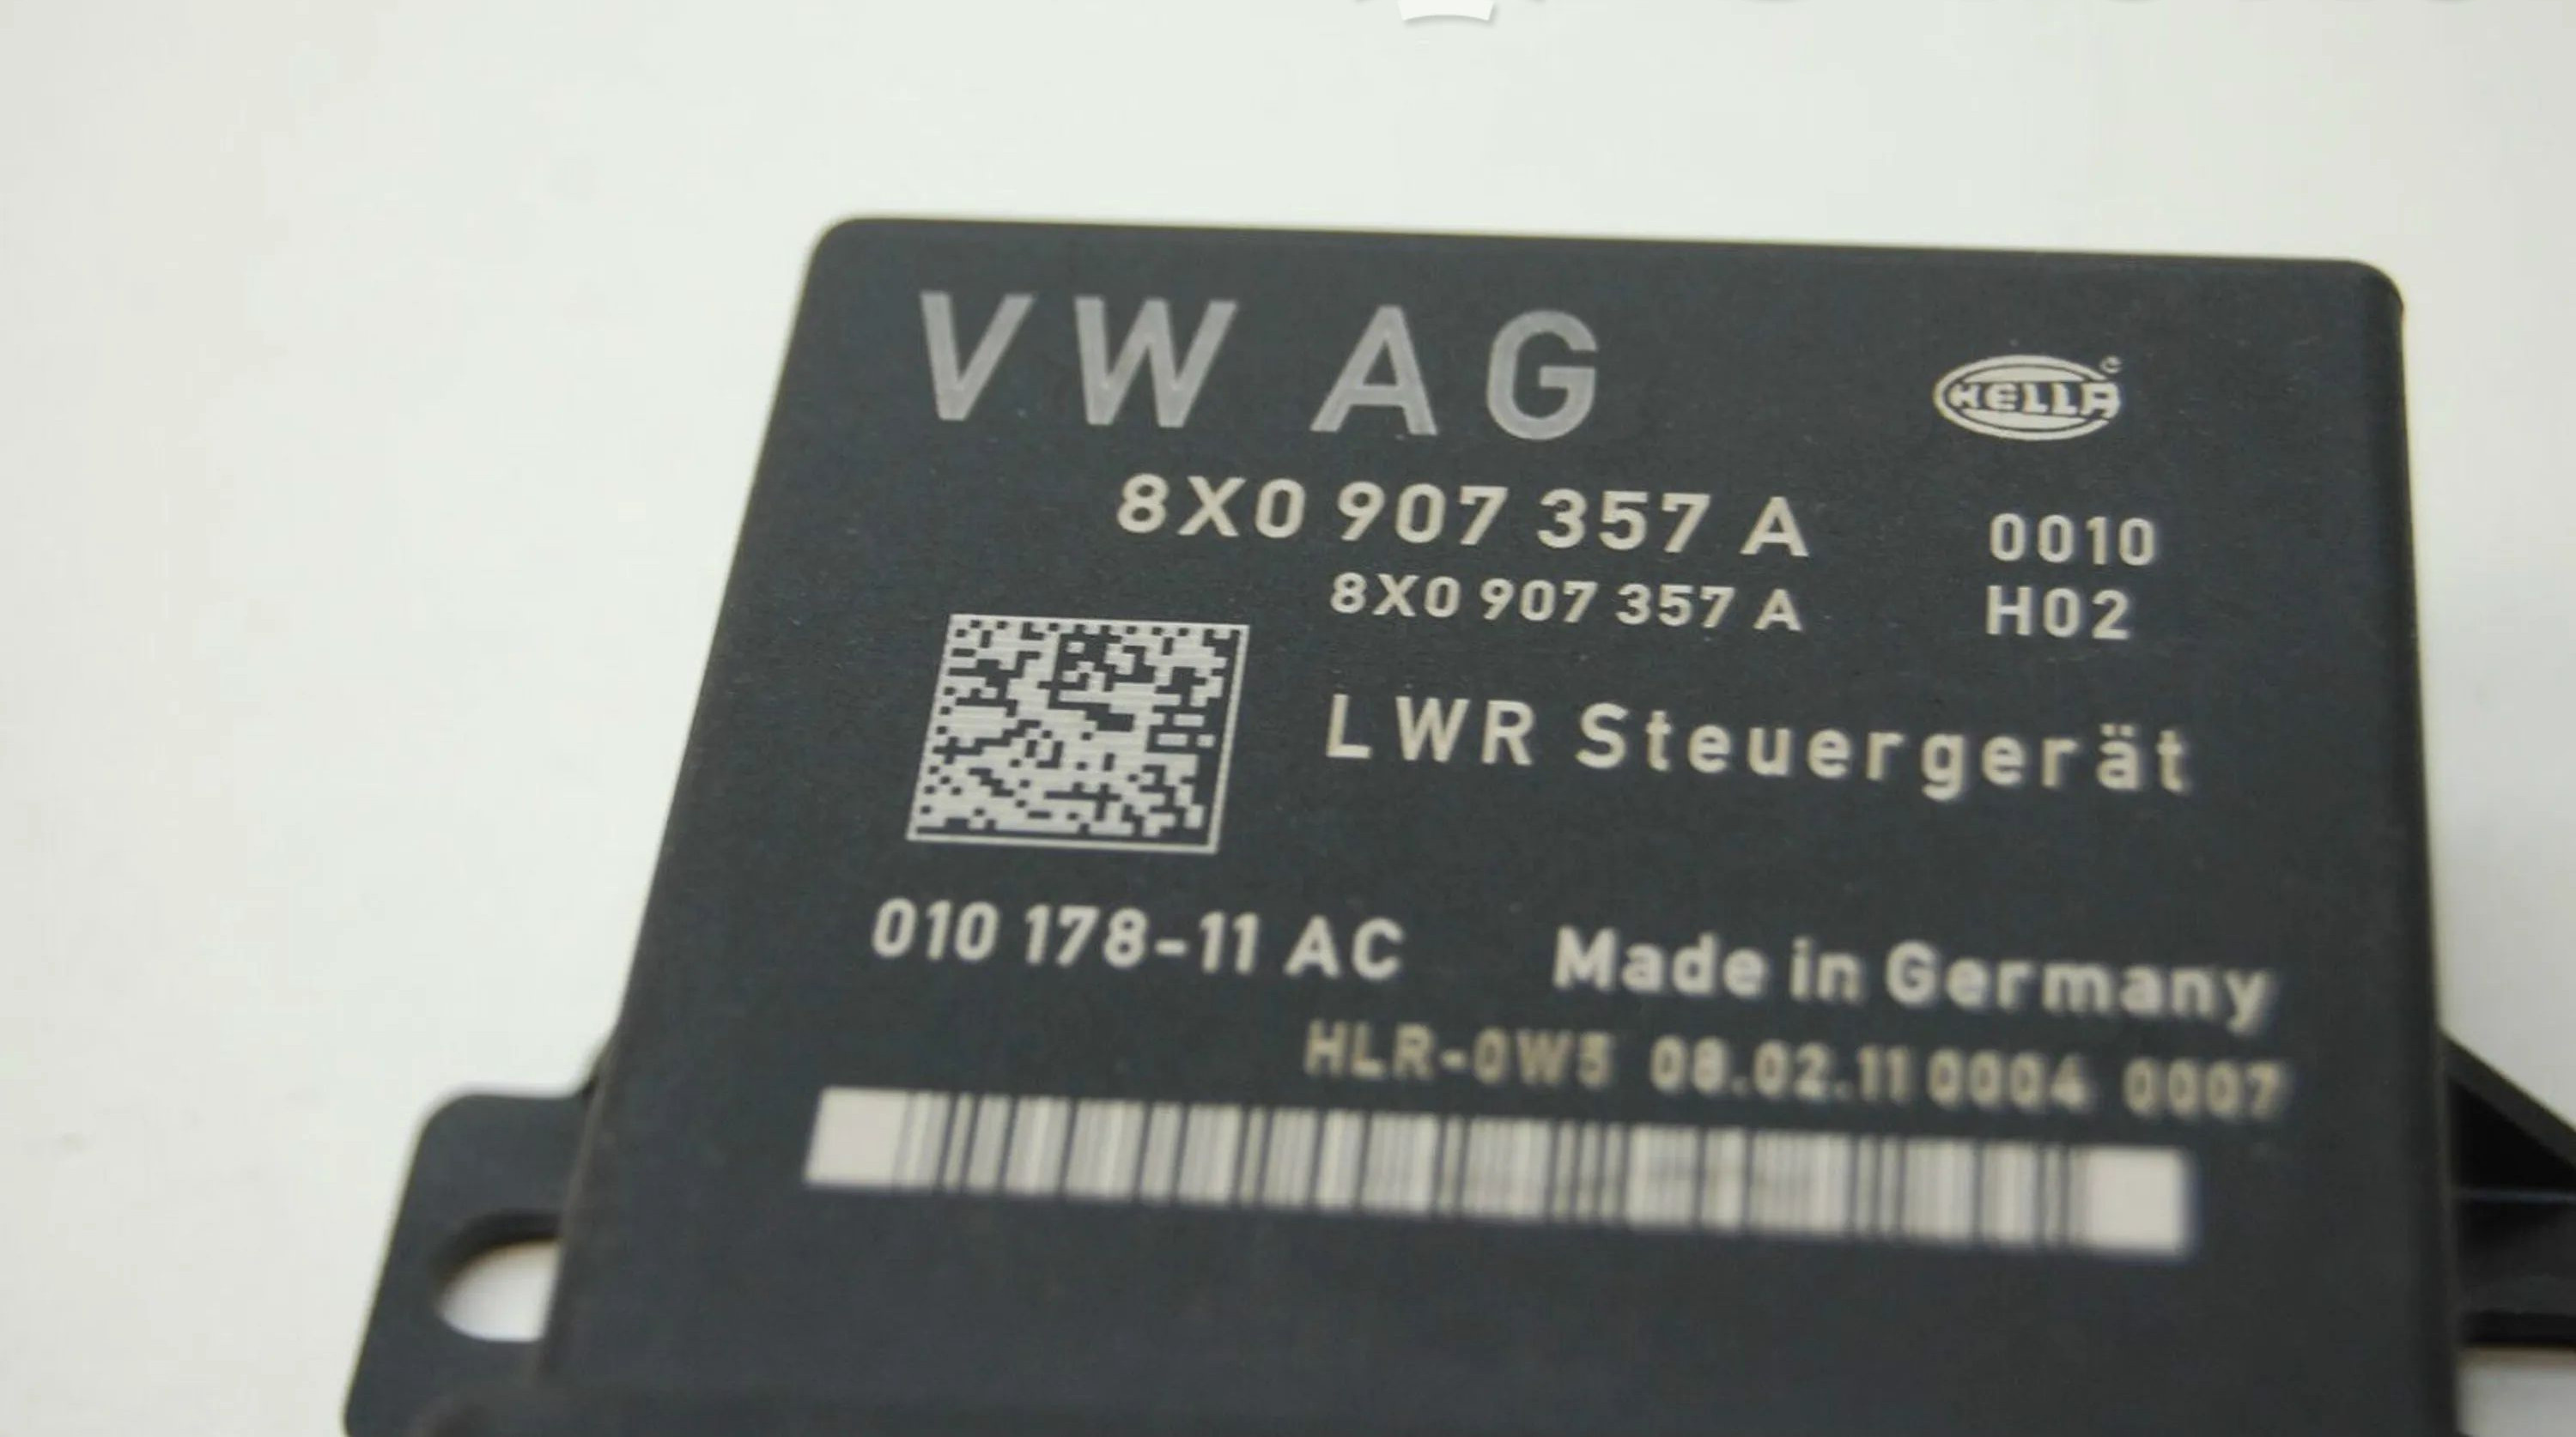 VW AG
HELLA
8X0 907 357 A 0010
8X0 907 357 A H02
LWR Steuergerät
010 178-11 AC Made in Germany
HLR-0W5 08.02.11 0004 0007